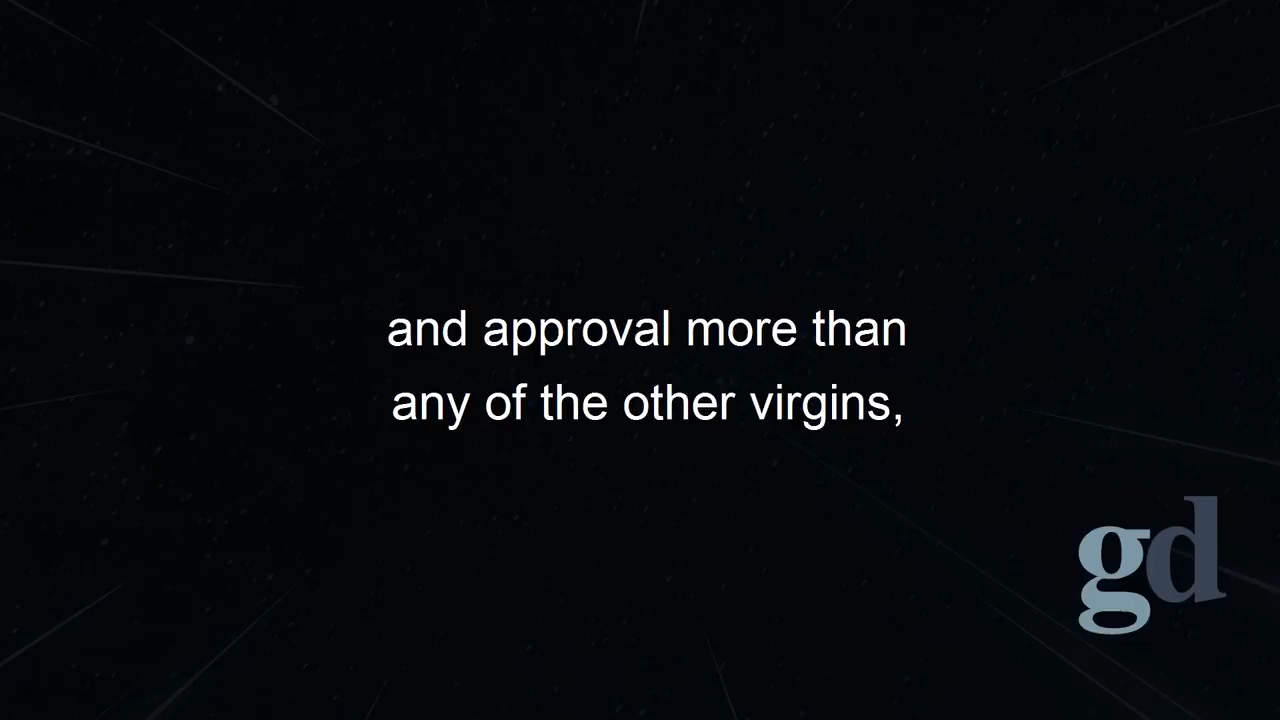 and approval more than
any of the other virgins,
gd